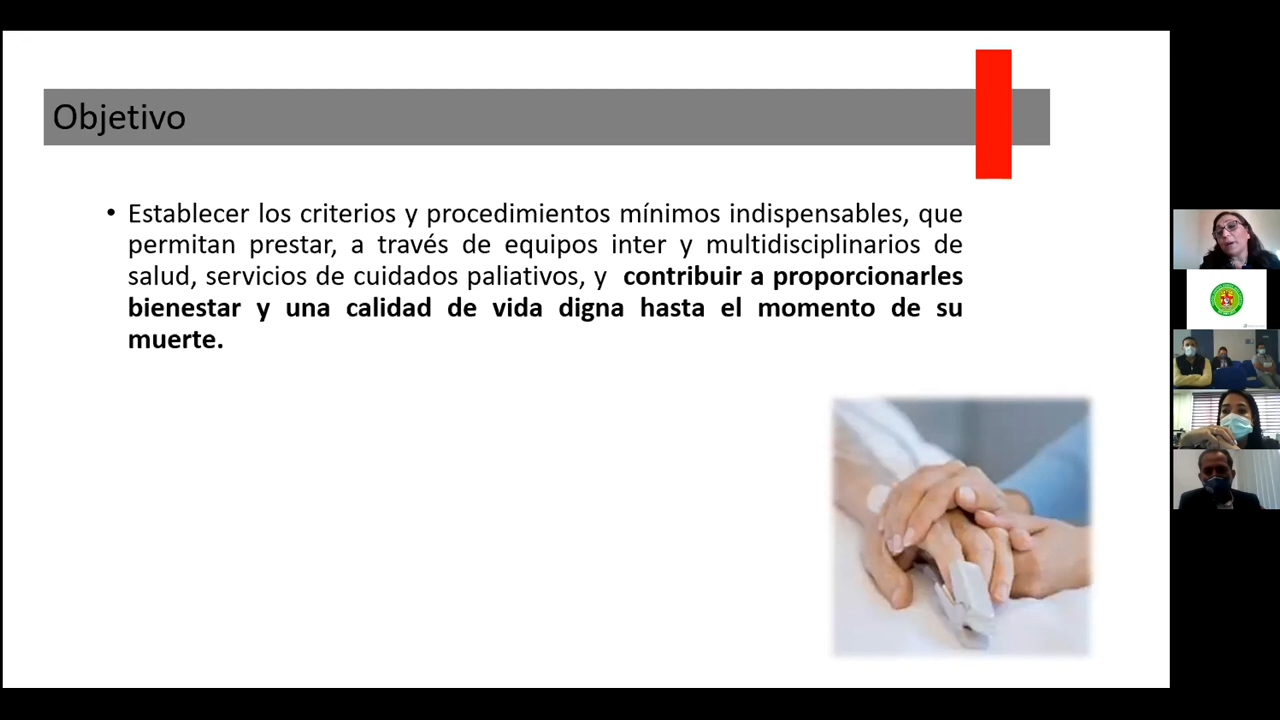 Objetivo
• Establecer los criterios y procedimientos mínimos indispensables, que
permitan prestar, a través de equipos inter y multidisciplinarios de
salud, servicios de cuidados paliativos, y contribuir a proporcionarles
bienestar y una calidad de vida digna hasta el momento de su
muerte.